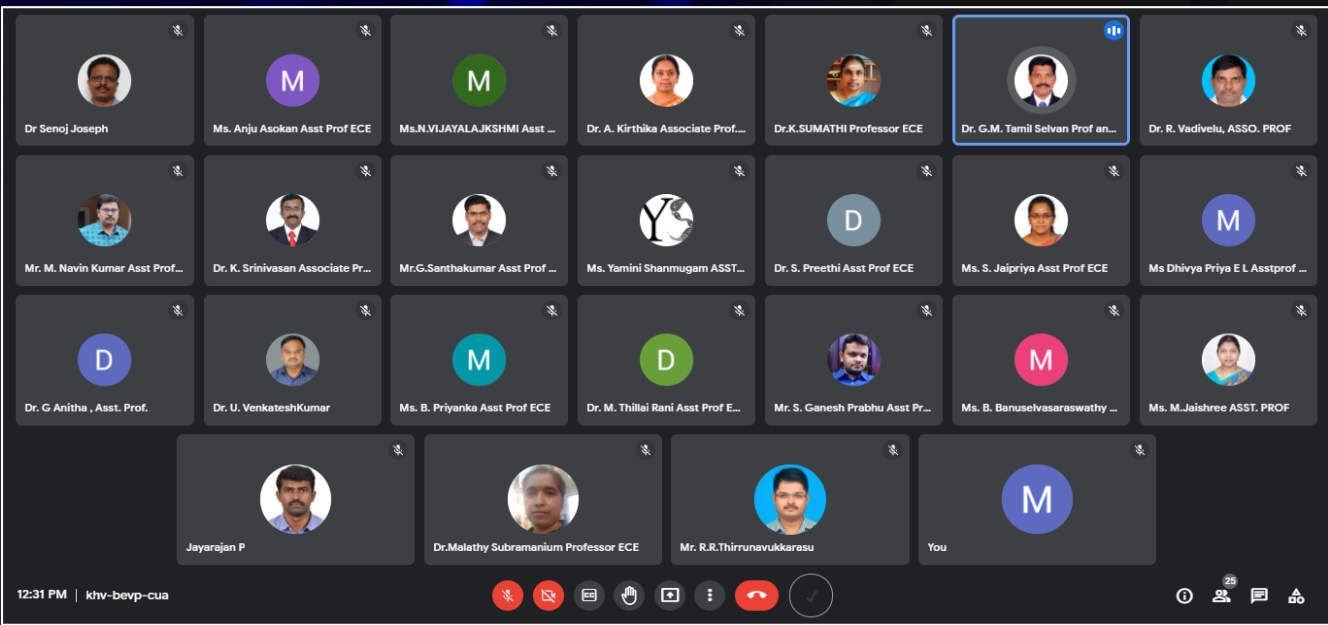 Dr Senoj Joseph
M
Ms. Anju Asokan Asst Prof ECE
M
Ms.N.VIJAYALAJKSHMI Asst ...
Dr. A. Kirthika Associate Prof....
Dr.K.SUMATHI Professor ECE
Dr. G.M. Tamil Selvan Prof an...
Dr. R. Vadivelu, ASSO. PROF
Mr. M. Navin Kumar Asst Prof...
Dr. K. Srinivasan Associate Pr...
Mr.G.Santhakumar Asst Prof ...
YS
Ms. Yamini Shanmugam ASST...
D
Dr. S. Preethi Asst Prof ECE
Ms. S. Jaipriya Asst Prof ECE
M
Ms Dhivya Priya E L Asstprof ...
D
Dr. G Anitha , Asst. Prof.
Dr. U. VenkateshKumar
M
Ms. B. Priyanka Asst Prof ECE
D
Dr. M. Thillai Rani Asst Prof E...
Mr. S. Ganesh Prabhu Asst Pr...
M
Ms. B. Banuselvasaraswathy ...
Ms. M.Jaishree ASST. PROF
Jayarajan P
Dr.Malathy Subramanium Professor ECE
Mr. R.R.Thirrunavukkarasu
M
You
12:31 PM | khv-bevp-cua
CC
25